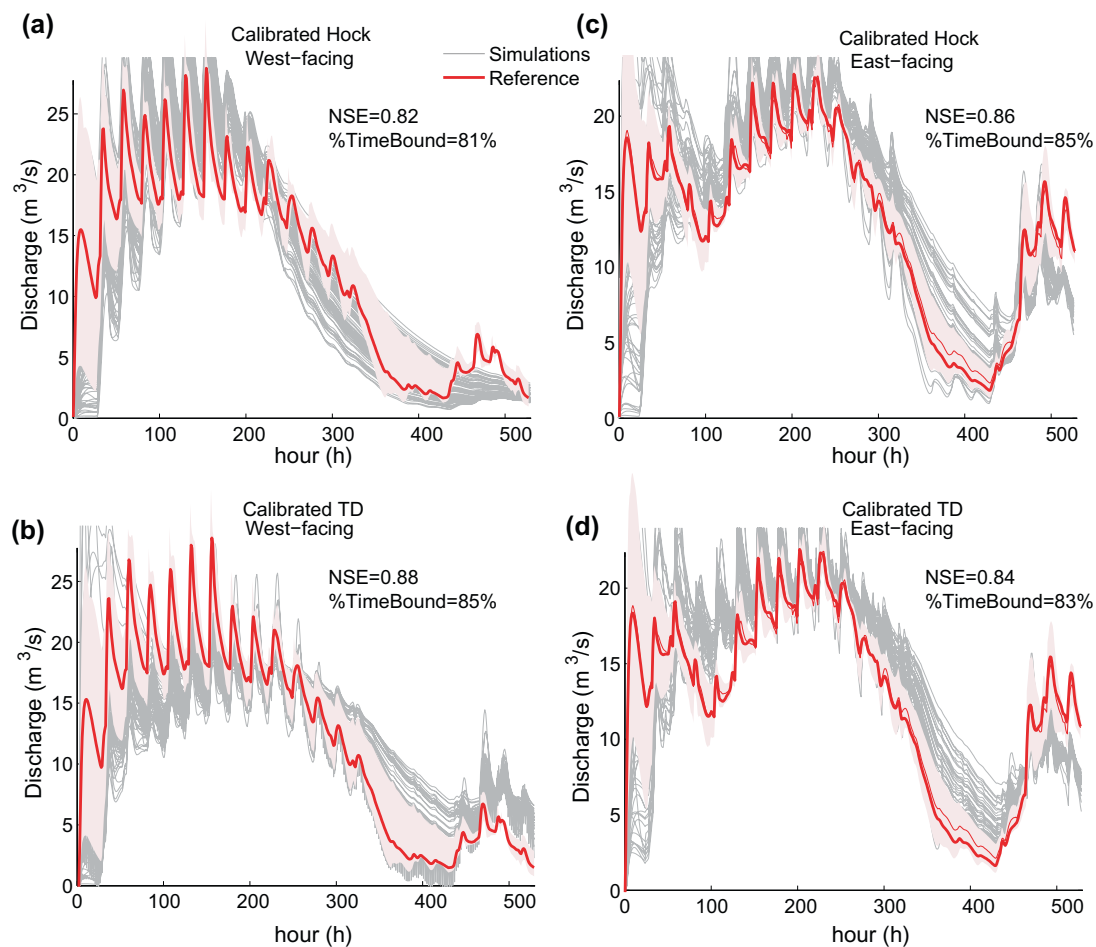 (a)
Calibrated Hock
West−facing
Simulations
Reference
NSE=0.82
%TimeBound=81%
Discharge (m ³/s)
25
20
15
10
5
0
0 100 200 300 400 500
hour (h)
(c)
Calibrated Hock
East−facing
NSE=0.86
%TimeBound=85%
Discharge (m ³/s)
20
15
10
5
0
0 100 200 300 400 500
hour (h)
(b)
Calibrated TD
West−facing
NSE=0.88
%TimeBound=85%
Discharge (m ³/s)
25
20
15
10
5
0
0 100 200 300 400 500
hour (h)
(d)
Calibrated TD
East−facing
NSE=0.84
%TimeBound=83%
Discharge (m ³/s)
20
15
10
5
0
0 100 200 300 400 500
hour (h)